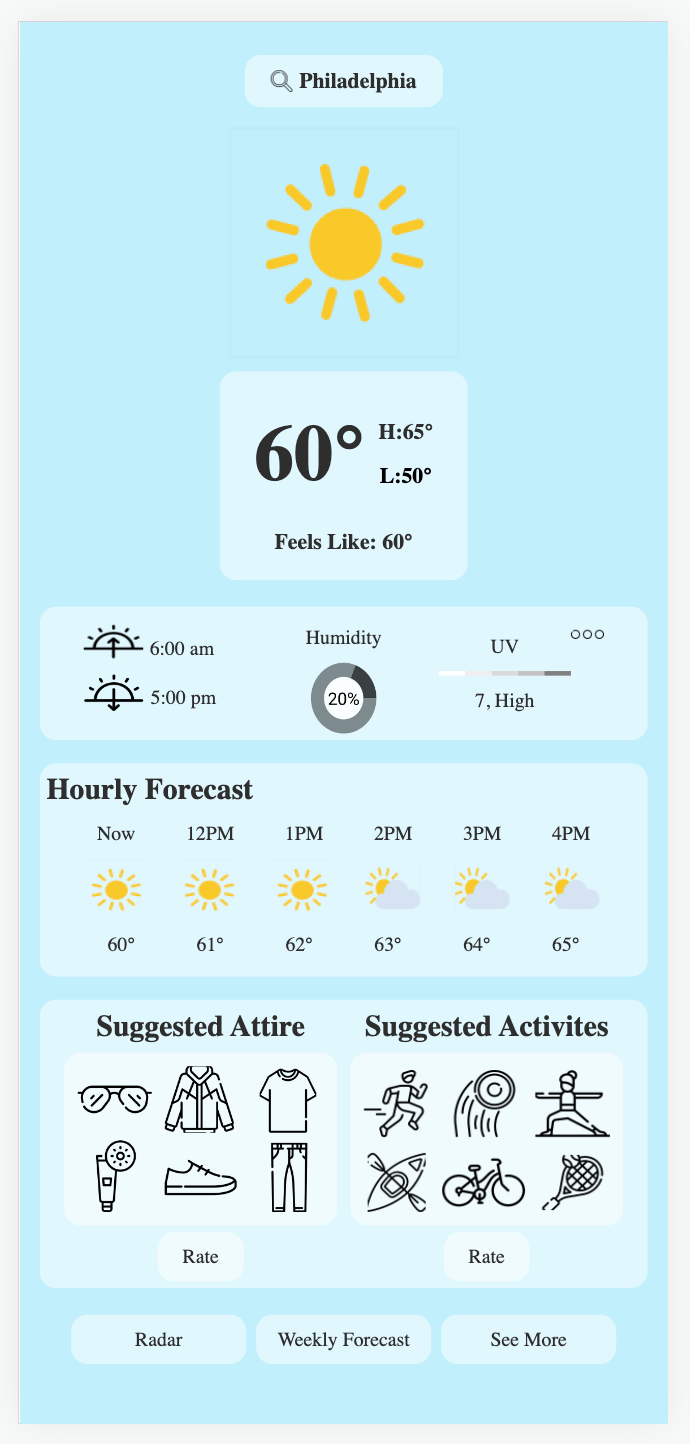 Philadelphia
60° H:65°
L:50°
Feels Like: 60°
6:00 am
5:00 pm
Humidity
20%
UV
7, High
Hourly Forecast
Now 12PM 1PM 2PM 3PM 4PM
60° 61° 62° 63° 64° 65°
Suggested Attire
Suggested Activites
Rate
Rate
Radar
Weekly Forecast
See More